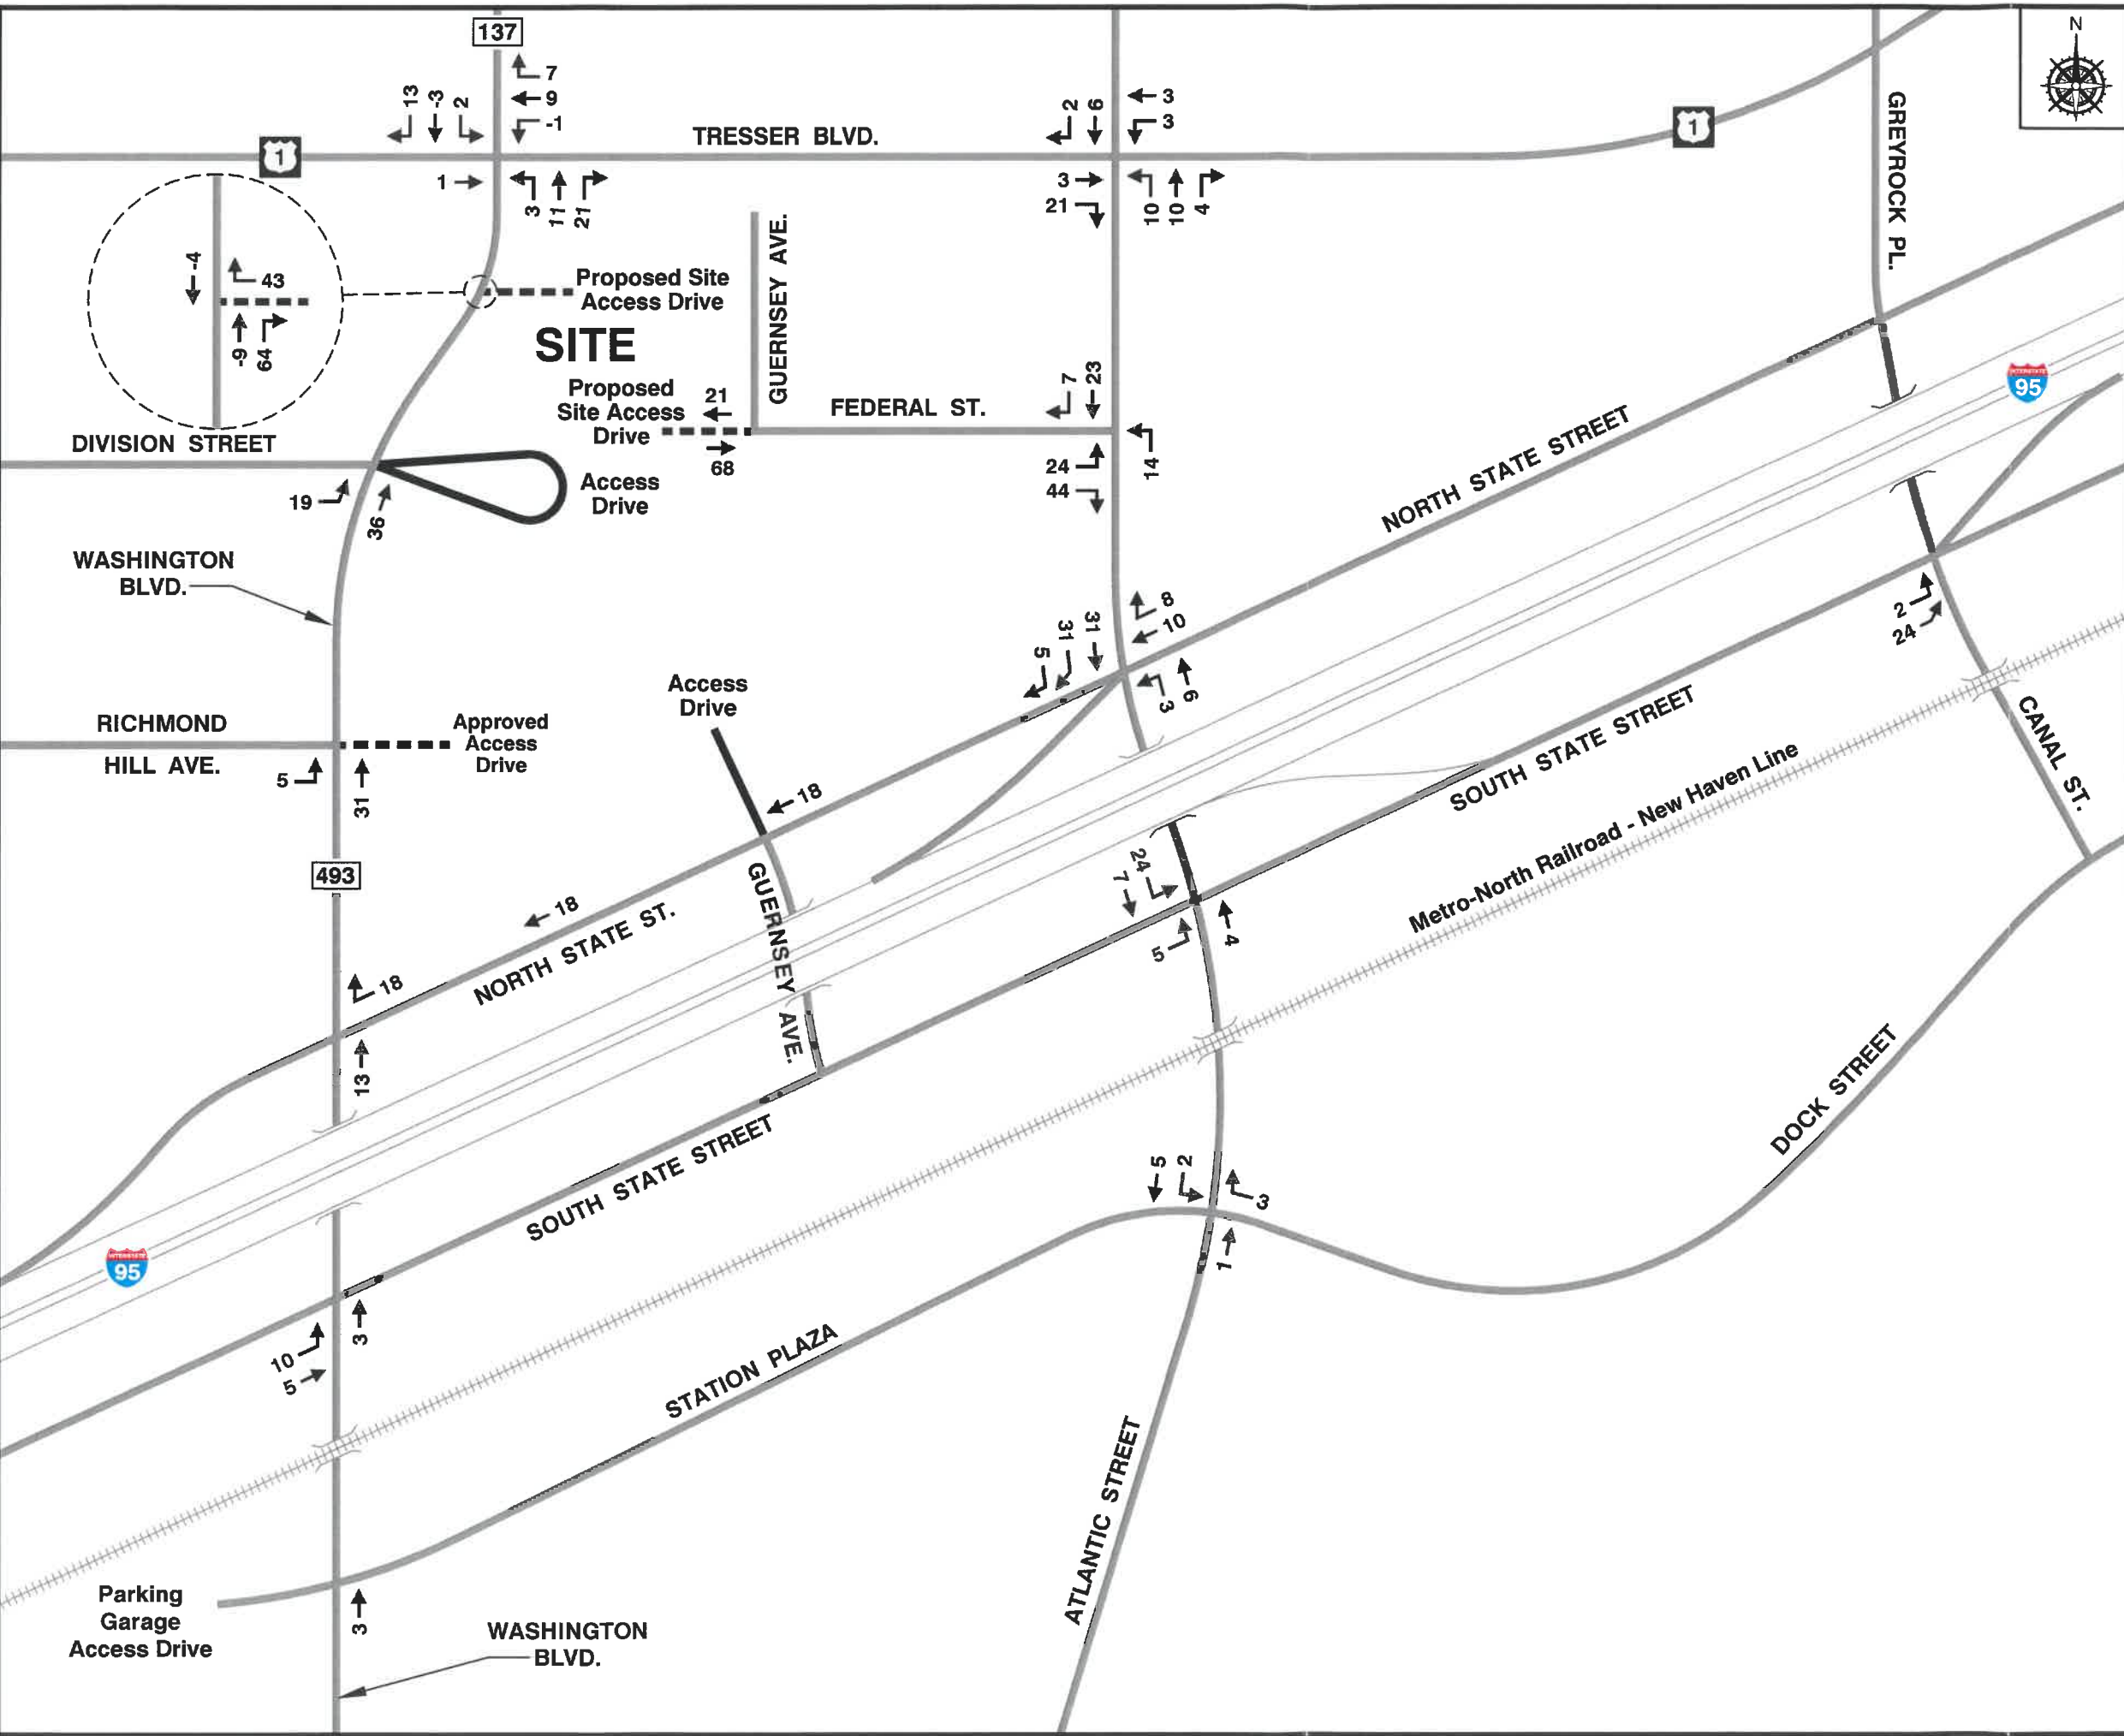 N
137
7
9
-1
13
-3
2
1
TRESSER BLVD.
1
3
11
21
2
6
3
3
3
21
10
10
4
1
GREYROCK PL.
-4
43
-9
64
Proposed Site
Access Drive
SITE
GUERNSEY AVE.
Proposed
Site Access
Drive
21
68
FEDERAL ST.
7
23
24
44
14
INTERSTATE
95
DIVISION STREET
19
36
Access
Drive
WASHINGTON
BLVD.
NORTH STATE STREET
8
10
5
31
31
3
6
2
24
RICHMOND
HILL AVE.
Approved
Access
Drive
5
31
Access
Drive
18
SOUTH STATE STREET
CANAL ST.
493
GUERNSEY AVE.
18
NORTH STATE ST.
24
7
5
4
Metro-North Railroad - New Haven Line
18
13
SOUTH STATE STREET
DOCK STREET
5
2
3
1
INTERSTATE
95
3
10
5
STATION PLAZA
ATLANTIC STREET
Parking
Garage
Access Drive
3
WASHINGTON
BLVD.